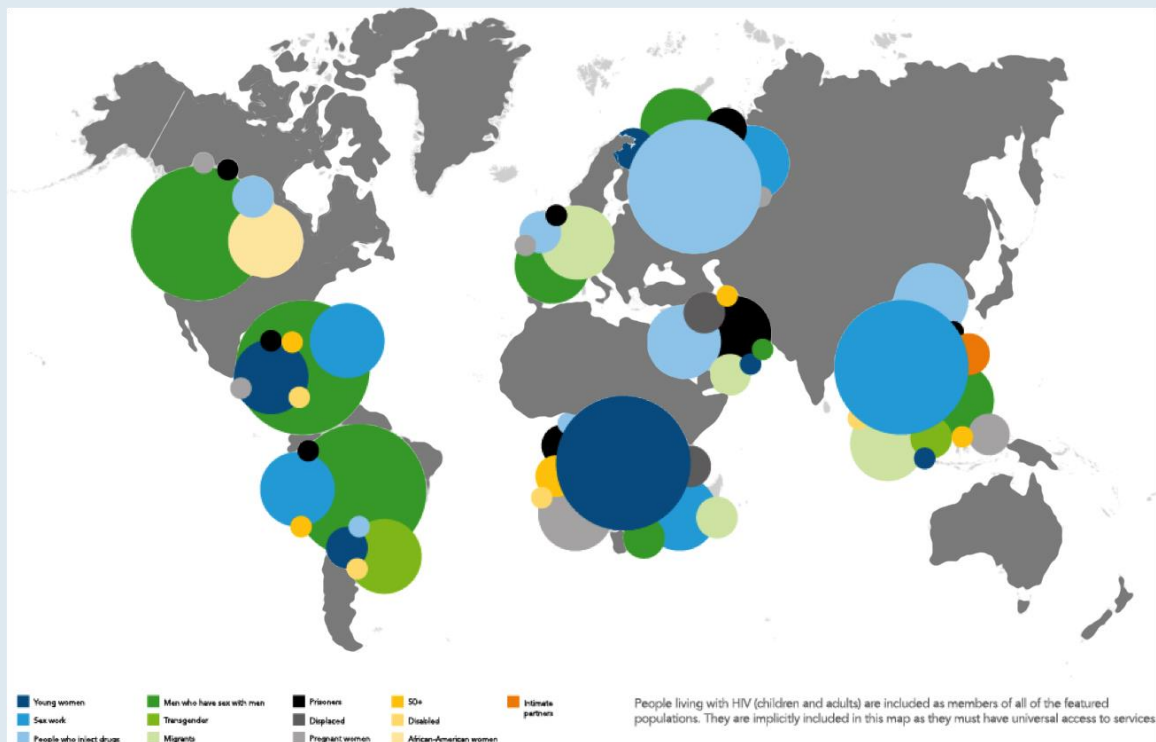 Young women
Sex work
People who inject drugs
Men who have sex with men
Transgender
Migrants
Prisoners
Displaced
Pregnant women
50+
Disabled
African-American women
Intimate
partners
People living with HIV (children and adults) are included as members of all of the featured
populations. They are implicitly included in this map as they must have universal access to services